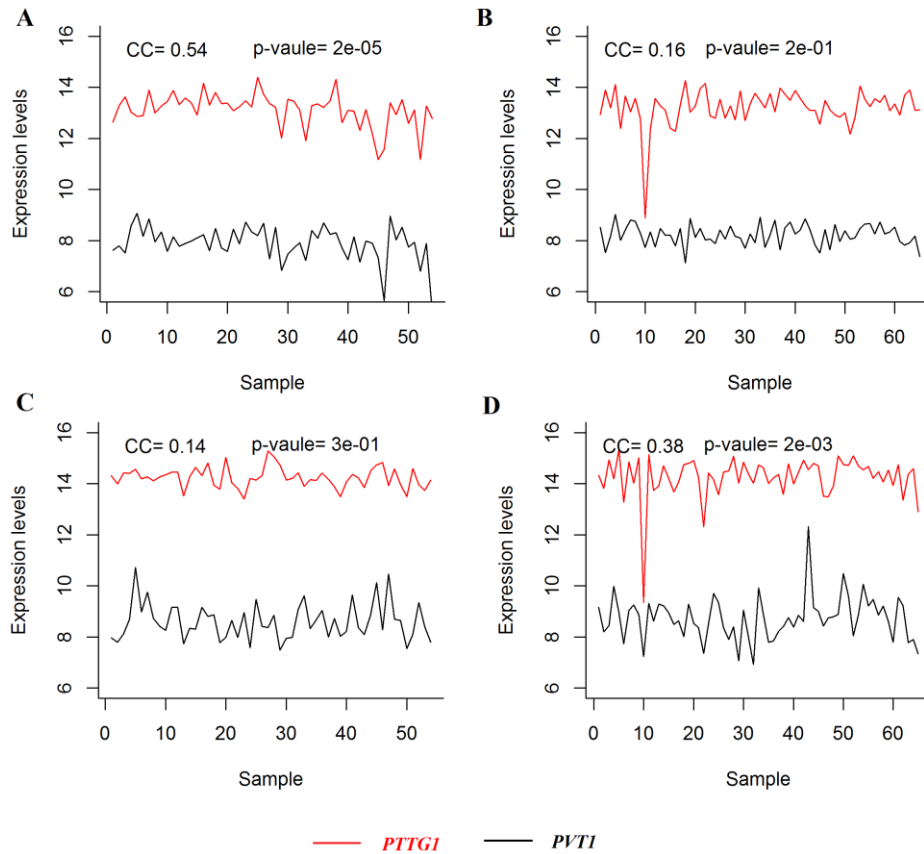 A
CC= 0.54 p-vaule= 2e-05
16
14
12
10
8
6
Expression levels
0 10 20 30 40 50
Sample
B
CC= 0.16 p-vaule= 2e-01
16
14
12
10
8
6
Expression levels
0 10 20 30 40 50 60
Sample
C
CC= 0.14 p-vaule= 3e-01
16
14
12
10
8
6
Expression levels
0 10 20 30 40 50
Sample
D
CC= 0.38 p-vaule= 2e-03
16
14
12
10
8
6
Expression levels
0 10 20 30 40 50 60
Sample
PTTG1 PVT1